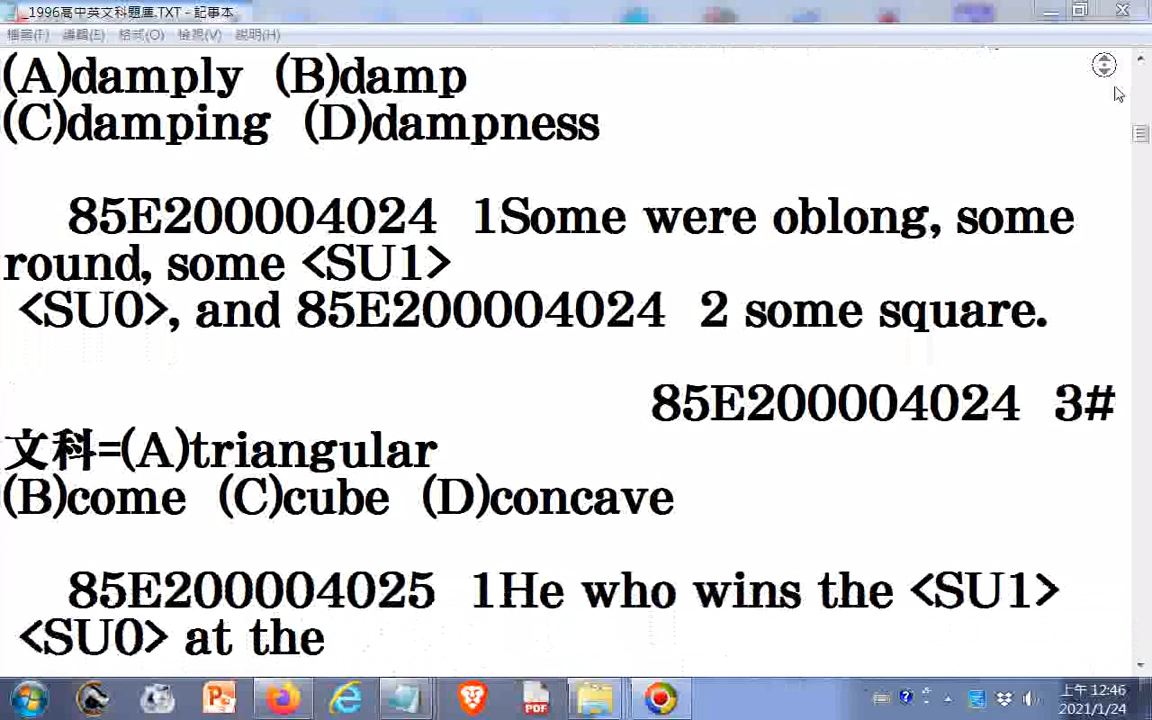 _1996高中英文科題庫.TXT - 記事本
檔案(F) 編輯(E) 格式(O) 檢視(V) 說明(H)
(A)damply (B)damp
(C)damping (D)dampness
85E200004024 1Some were oblong, some
round, some <SU1>
<SU0>, and 85E200004024 2 some square.
85E200004024 3#
文科=(A)triangular
(B)come (C)cube (D)concave
85E200004025 1He who wins the <SU1>
<SU0> at the
PDF
上午 12:46
2021/1/24